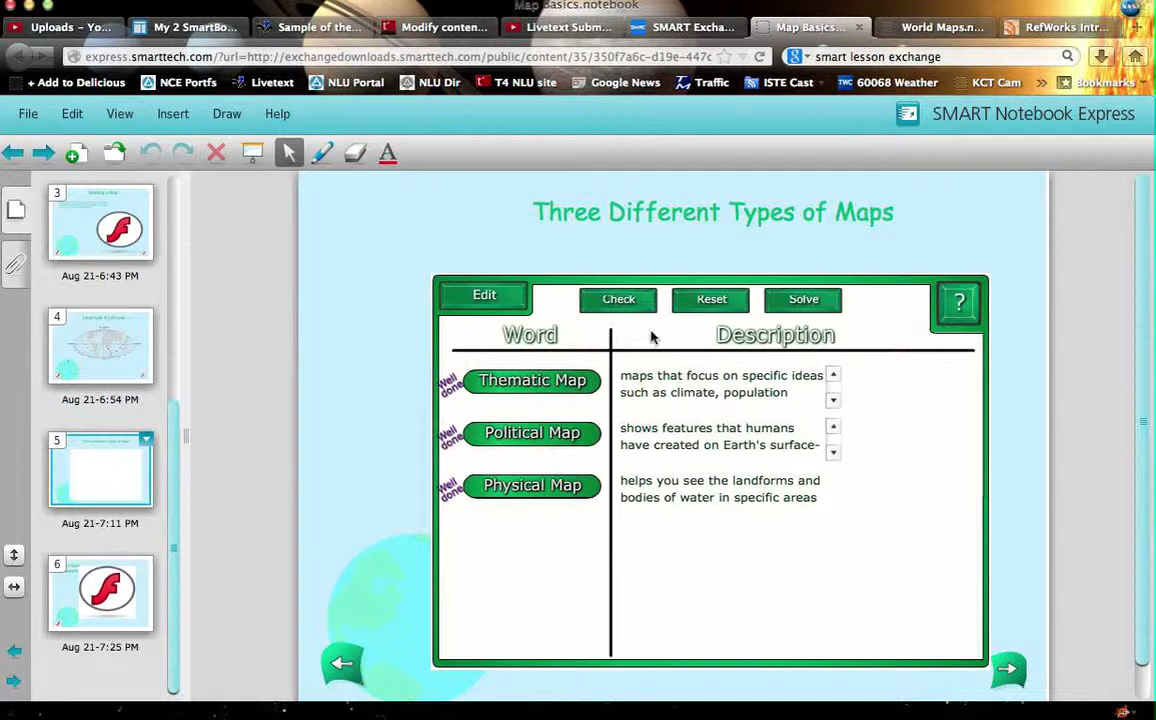 Map Basics.notebook
Uploads - Yo...
My 2 SmartBo...
Sample of the...
Modify conten...
Livetext Subm...
SMART Excha...
Map Basics...
World Maps.n...
RefWorks Intr...
express.smarttech.com/?url=http://exchangedownloads.smarttech.com/public/content/35/350f7a6c-d19e-447c
smart lesson exchange
+ Add to Delicious
NCE Portfs
Livetext
NLU Portal
NLU Dir
T4 NLU site
Google News
Traffic
ISTE Cast
60068 Weather
KCT Cam
Bookmarks
File
Edit
View
Insert
Draw
Help
SMART Notebook Express
3
Aug 21-6:43 PM
4
Aug 21-6:54 PM
5
Aug 21-7:11 PM
6
Aug 21-7:25 PM
Three Different Types of Maps
Edit
Check
Reset
Solve
?
Word
Description
Well done
Thematic Map
maps that focus on specific ideas
such as climate, population
Well done
Political Map
shows features that humans
have created on Earth's surface-
Well done
Physical Map
helps you see the landforms and
bodies of water in specific areas